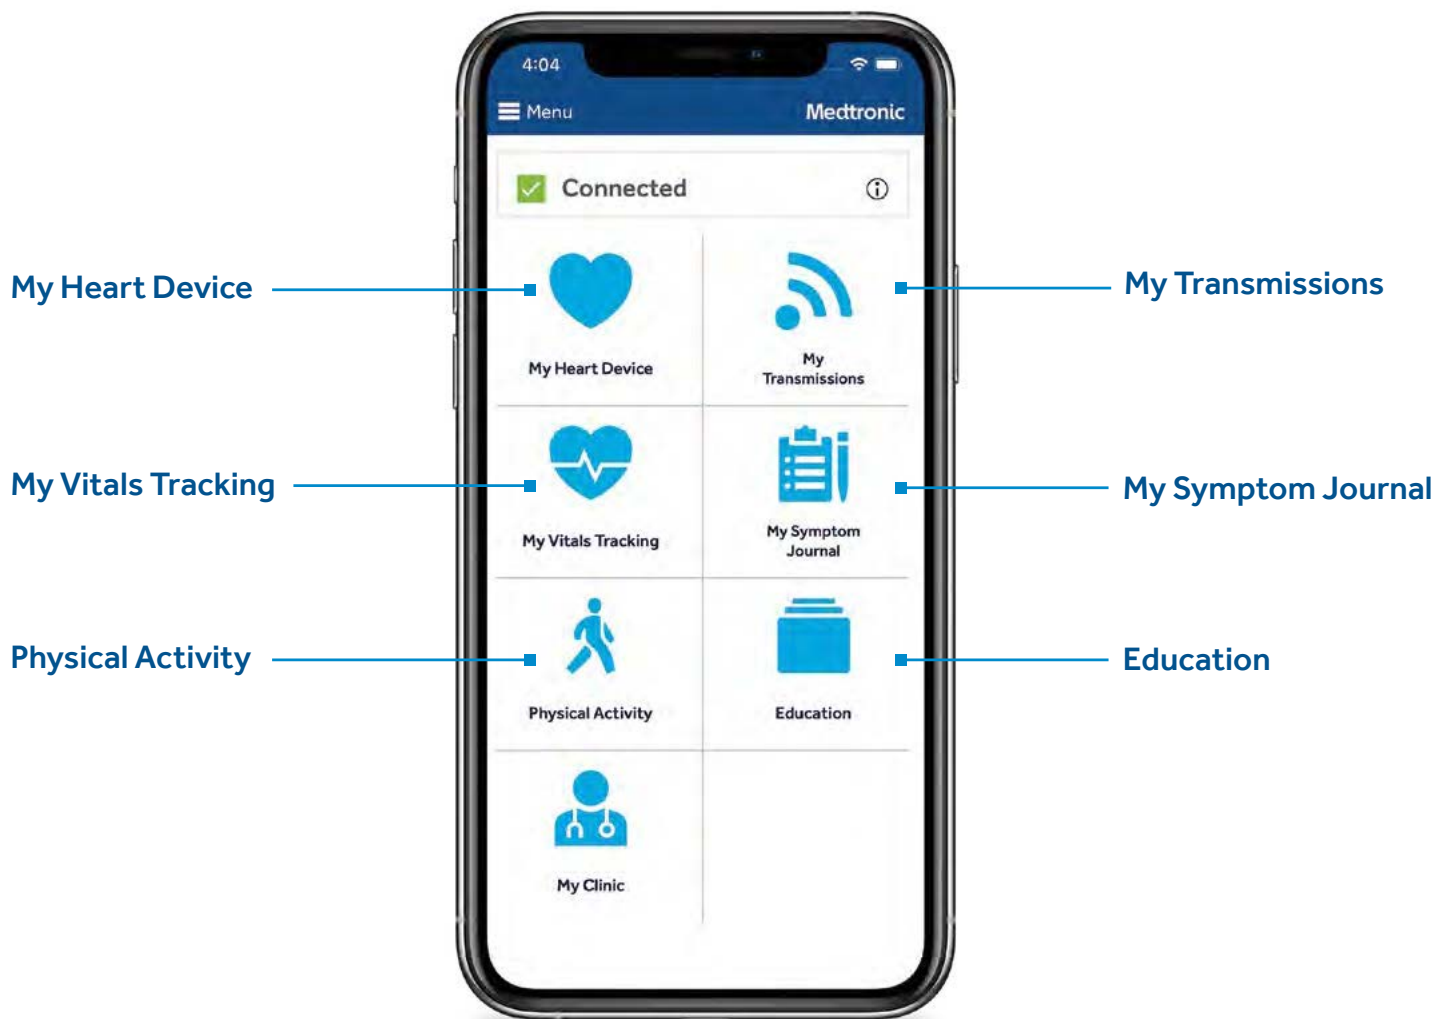 4:04
Menu
Medtronic
Connected
My Heart Device
My Transmissions
My Heart Device
My
Transmissions
My Vitals Tracking
My Symptom Journal
My Vitals Tracking
My Symptom
Journal
Physical Activity
Education
Physical Activity
Education
My Clinic